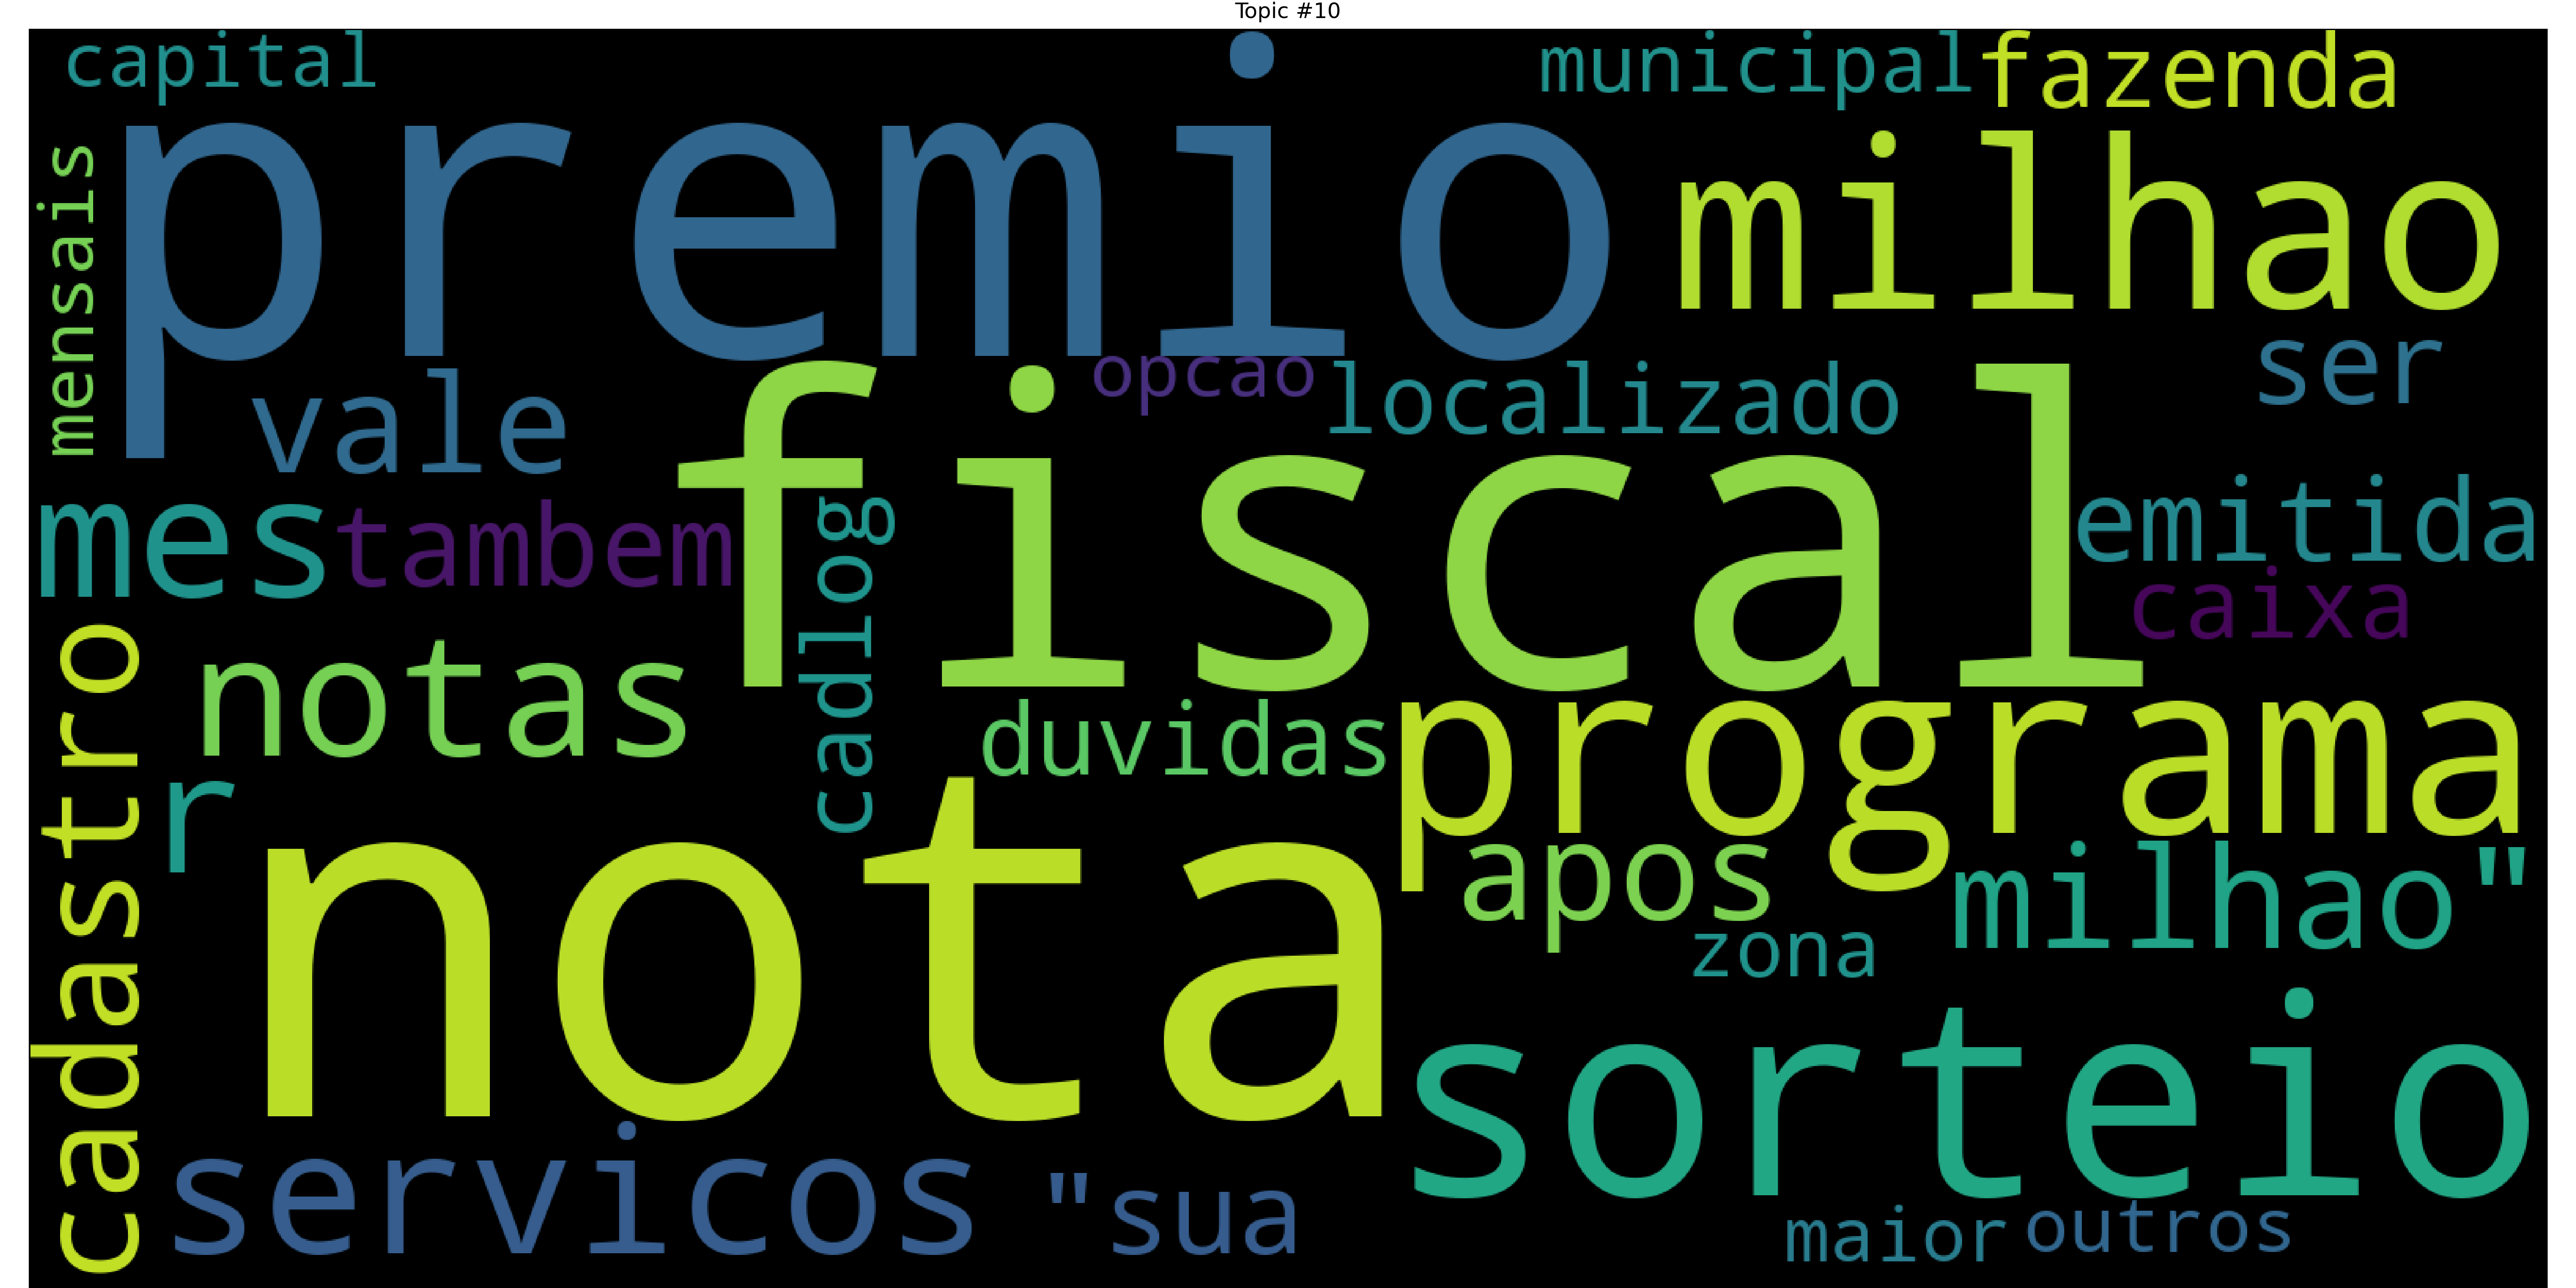 Topic #10
capital
municipal
fazenda
mensais
premio
milhao
opcao
localizado
ser
vale
fiscal
mes
tambem
cadlog
emitida
caixa
cadastro
notas
duvidas
programa
r
nota
apos
milhao"
zona
sorteio
servicos
"sua
maior
outros